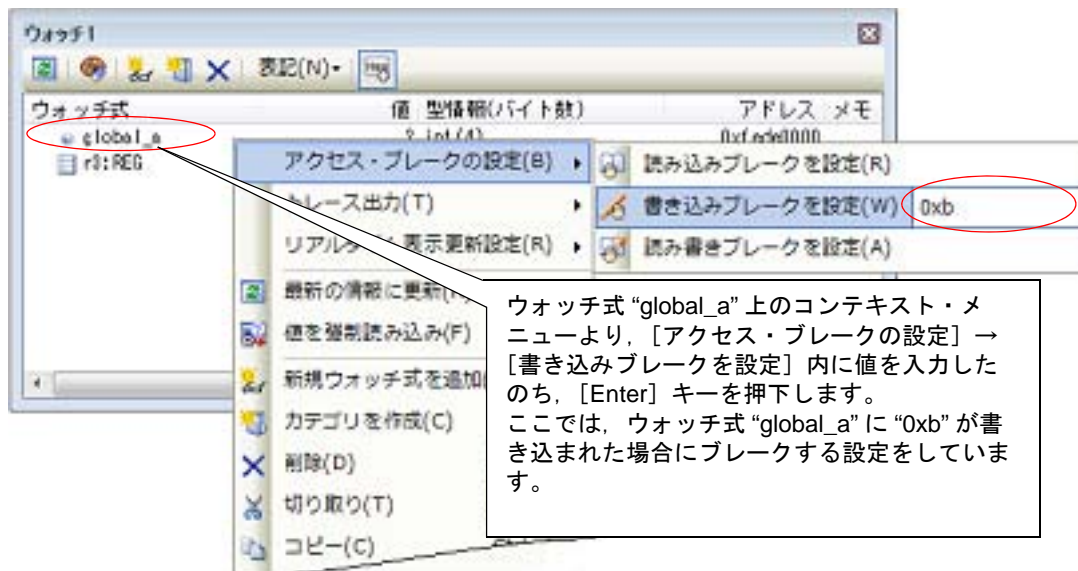 ウォッチ1
表記(N)
ウォッチ式 値 型情報(バイト数) アドレス メモ
global_a ? int(4)
r3:REG
アクセス・ブレークの設定(B)
読み込みブレークを設定(R)
トレース出力(T)
書き込みブレークを設定(W) 0xb
リアルタイム表示更新設定(R)
読み書きブレークを設定(A)
最新の情報に更新
値を強制読み込み(F)
新規ウォッチ式を追加
カテゴリを作成(C)
削除(D)
切り取り(T)
コピー(C)
ウォッチ式 “global_a” 上のコンテキスト・メ
ニューより,[アクセス・ブレークの設定]→
[書き込みブレークを設定]内に値を入力した
のち,[Enter]キーを押下します。
ここでは, ウォッチ式 “global_a” に “0xb” が書
き込まれた場合にブレークする設定をしていま
す。